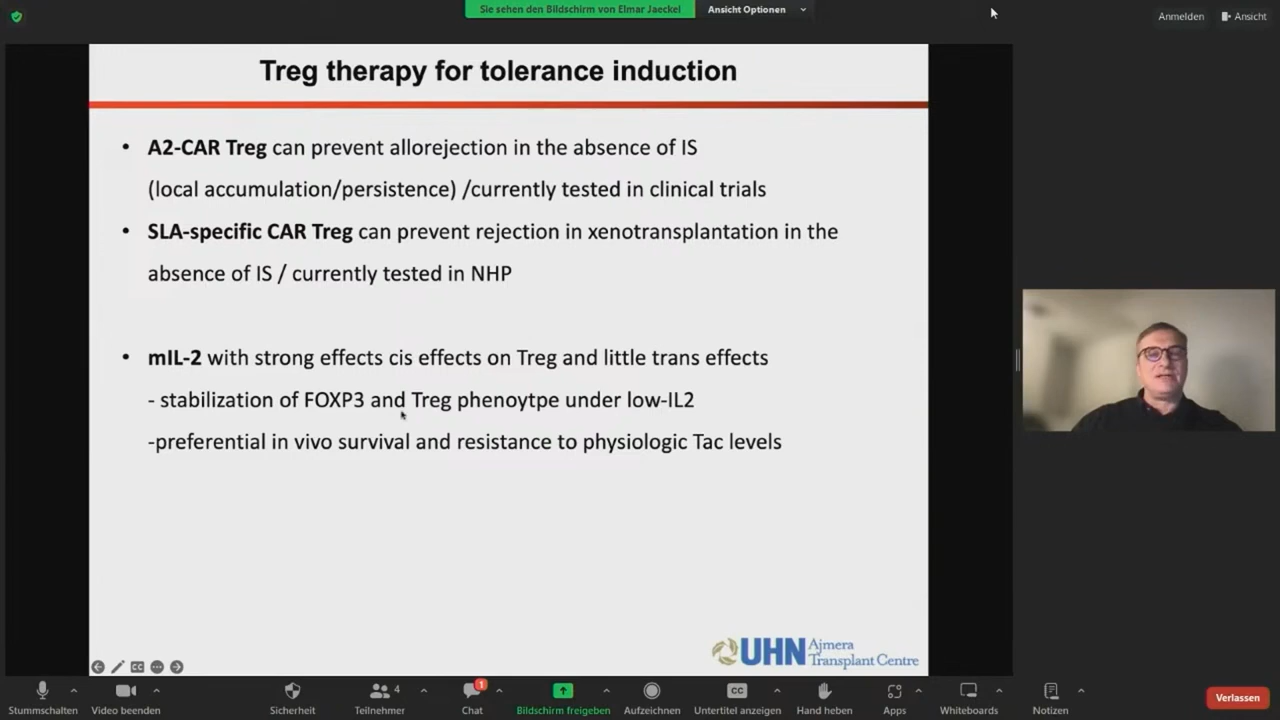 Sie sehen den Bildschirm von Elmar Jaeckel
Ansicht Optionen
Anmelden
Ansicht
Treg therapy for tolerance induction
• A2-CAR Treg can prevent allorejection in the absence of IS
(local accumulation/persistence) /currently tested in clinical trials
• SLA-specific CAR Treg can prevent rejection in xenotransplantation in the
absence of IS / currently tested in NHP
• mIL-2 with strong effects cis effects on Treg and little trans effects
- stabilization of FOXP3 and Treg phenoytpe under low-IL2
-preferential in vivo survival and resistance to physiologic Tac levels
UHN Ajmera
Transplant Centre
CC
4
1
CC
Stummschalten
Video beenden
Sicherheit
Teilnehmer
Chat
Bildschirm freigeben
Aufzeichnen
Untertitel anzeigen
Hand heben
Apps
Whiteboards
Notizen
Verlassen